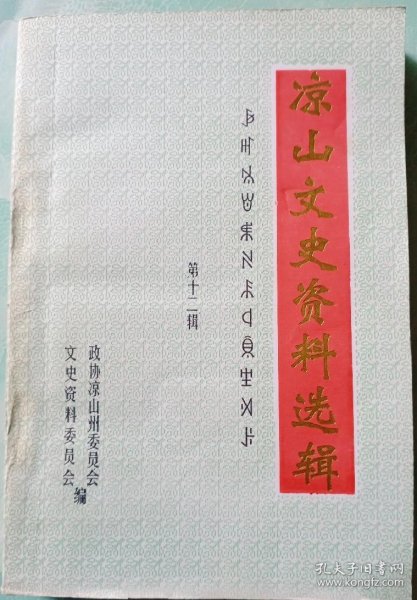 凉山文史资料选辑
第十二辑
政协凉山州委员会
文史资料委员会
编
孔夫子旧书网
www.kongfz.com